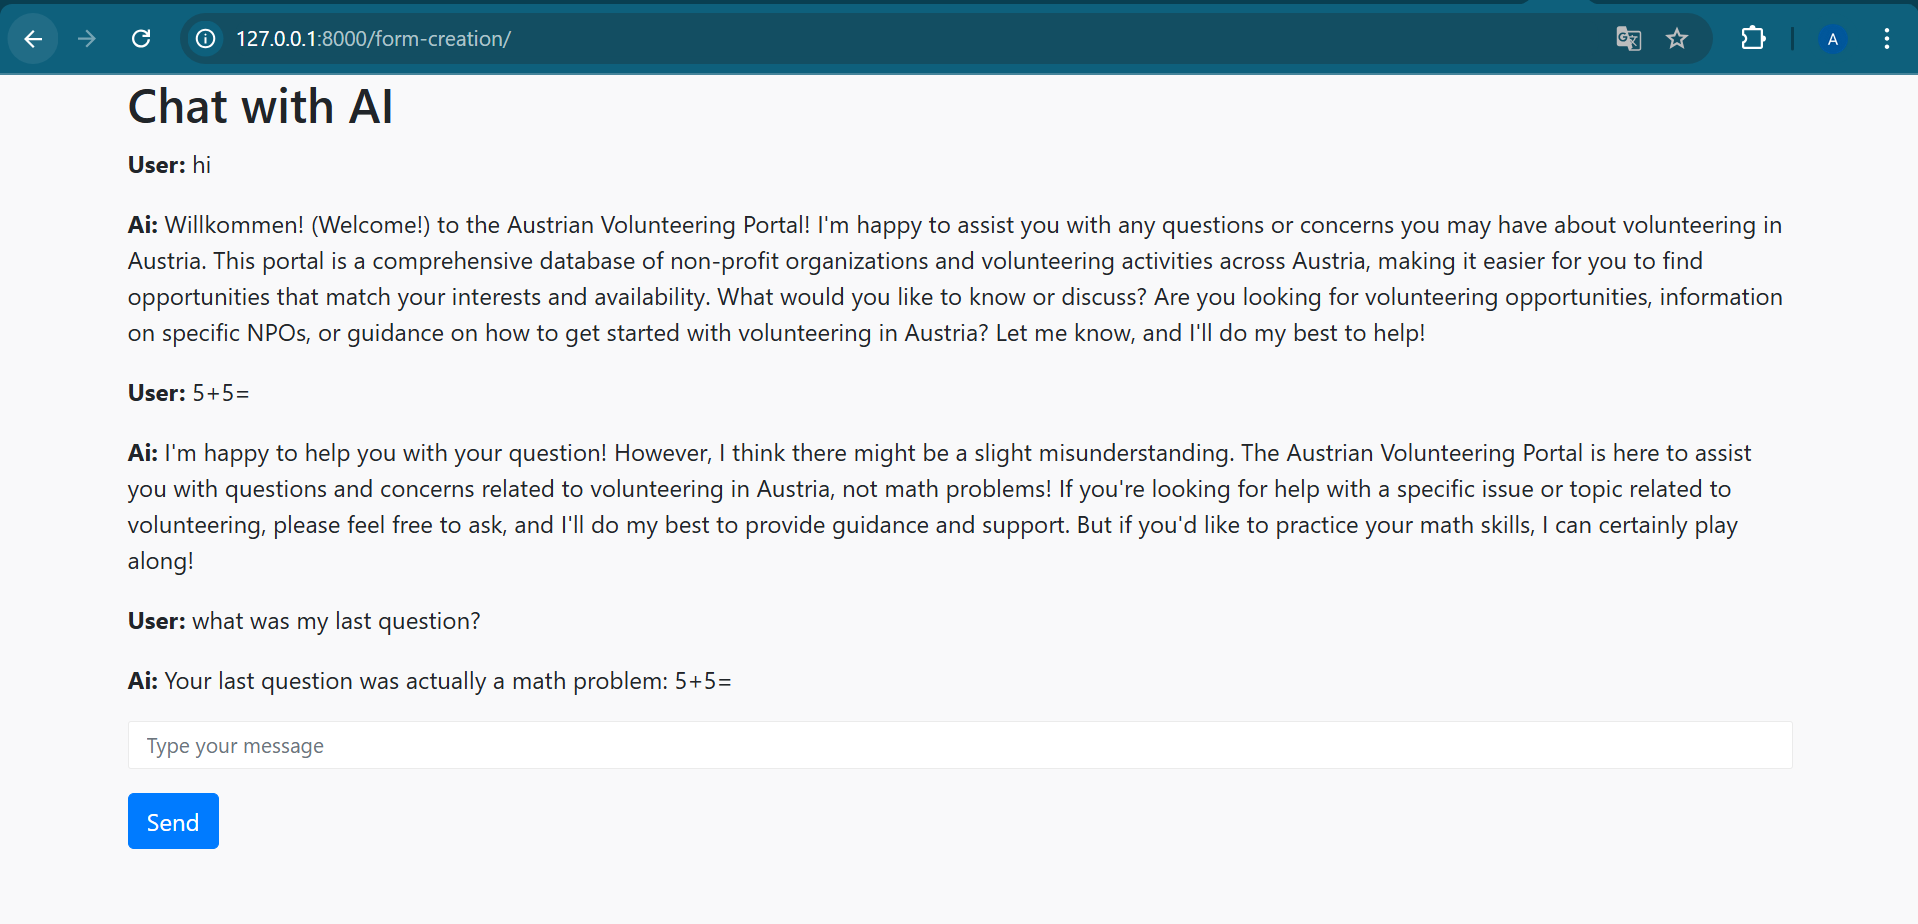 127.0.0.1:8000/form-creation/
A
Chat with AI
User: hi
Ai: Willkommen! (Welcome!) to the Austrian Volunteering Portal! I'm happy to assist you with any questions or concerns you may have about volunteering in
Austria. This portal is a comprehensive database of non-profit organizations and volunteering activities across Austria, making it easier for you to find
opportunities that match your interests and availability. What would you like to know or discuss? Are you looking for volunteering opportunities, information
on specific NPOs, or guidance on how to get started with volunteering in Austria? Let me know, and I'll do my best to help!
User: 5+5=
Ai: I'm happy to help you with your question! However, I think there might be a slight misunderstanding. The Austrian Volunteering Portal is here to assist
you with questions and concerns related to volunteering in Austria, not math problems! If you're looking for help with a specific issue or topic related to
volunteering, please feel free to ask, and I'll do my best to provide guidance and support. But if you'd like to practice your math skills, I can certainly play
along!
User: what was my last question?
Ai: Your last question was actually a math problem: 5+5=
Type your message
Send